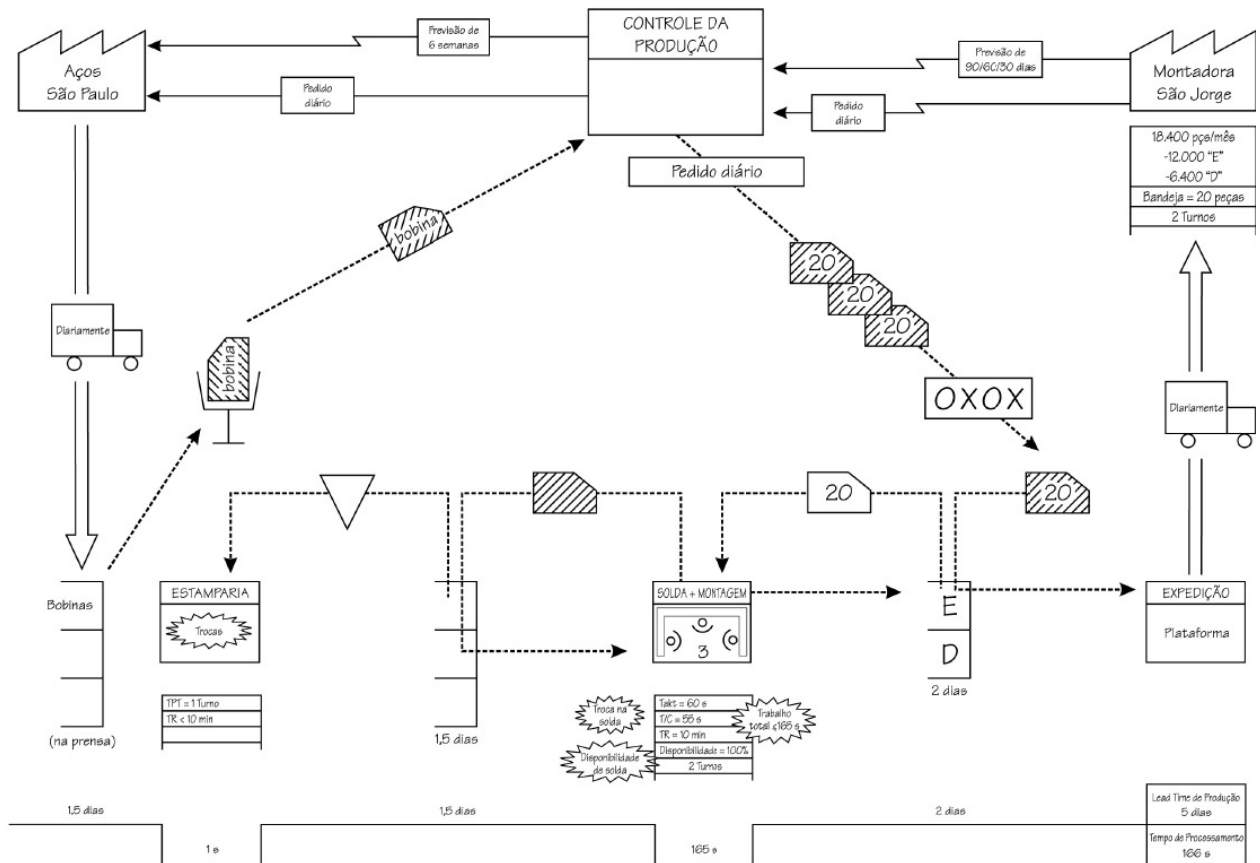 CONTROLE DA
PRODUÇÃO
Previsão de
6 semanas
Previsão de
90/60/30 dias
Aços
São Paulo
Montadora
São Jorge
Pedido
diário
Pedido
diário
18.400 pçs/mês
-12.000 "E"
-6.400 "D"
Bandeja = 20 peças
2 Turnos
Pedido diário
bobina
20
20
20
Diariamente
bobina
OXOX
Diariamente
20
20
Bobinas
ESTAMPARIA
Trocas
SOLDA + MONTAGEM
3
E
D
EXPEDIÇÃO
Plataforma
2 dias
TPT = 1 Turno
TR < 10 min
Troca na
solda
Takt = 60 s
T/C = 55 s
TR = 10 min
Disponibilidade = 100%
2 Turnos
Trabalho
total ≤165 s
(na prensa)
1,5 dias
Disponibilidade
de solda
1,5 dias
1,5 dias
2 dias
Lead Time de Produção
5 dias
1 s
165 s
Tempo de Processamento
166 s